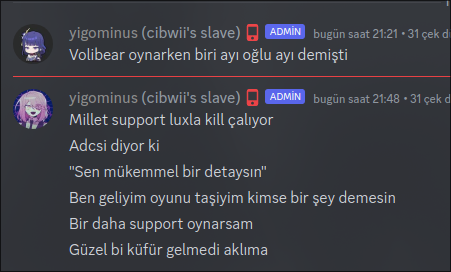 yigominus (cibwii's slave) ADMİN bugün saat 21:21 • 31 çek d
Volibear oynarken biri ayı oğlu ayı demişti
yigominus (cibwii's slave) ADMİN bugün saat 21:48 • 31 çek d
Millet support luxla kill çalıyor
Adcsi diyor ki
"Sen mükemmel bir detaysın"
Ben geliyim oyunu taşiyim kimse bir şey demesin
Bir daha support oynarsam
Güzel bi küfür gelmedi aklıma